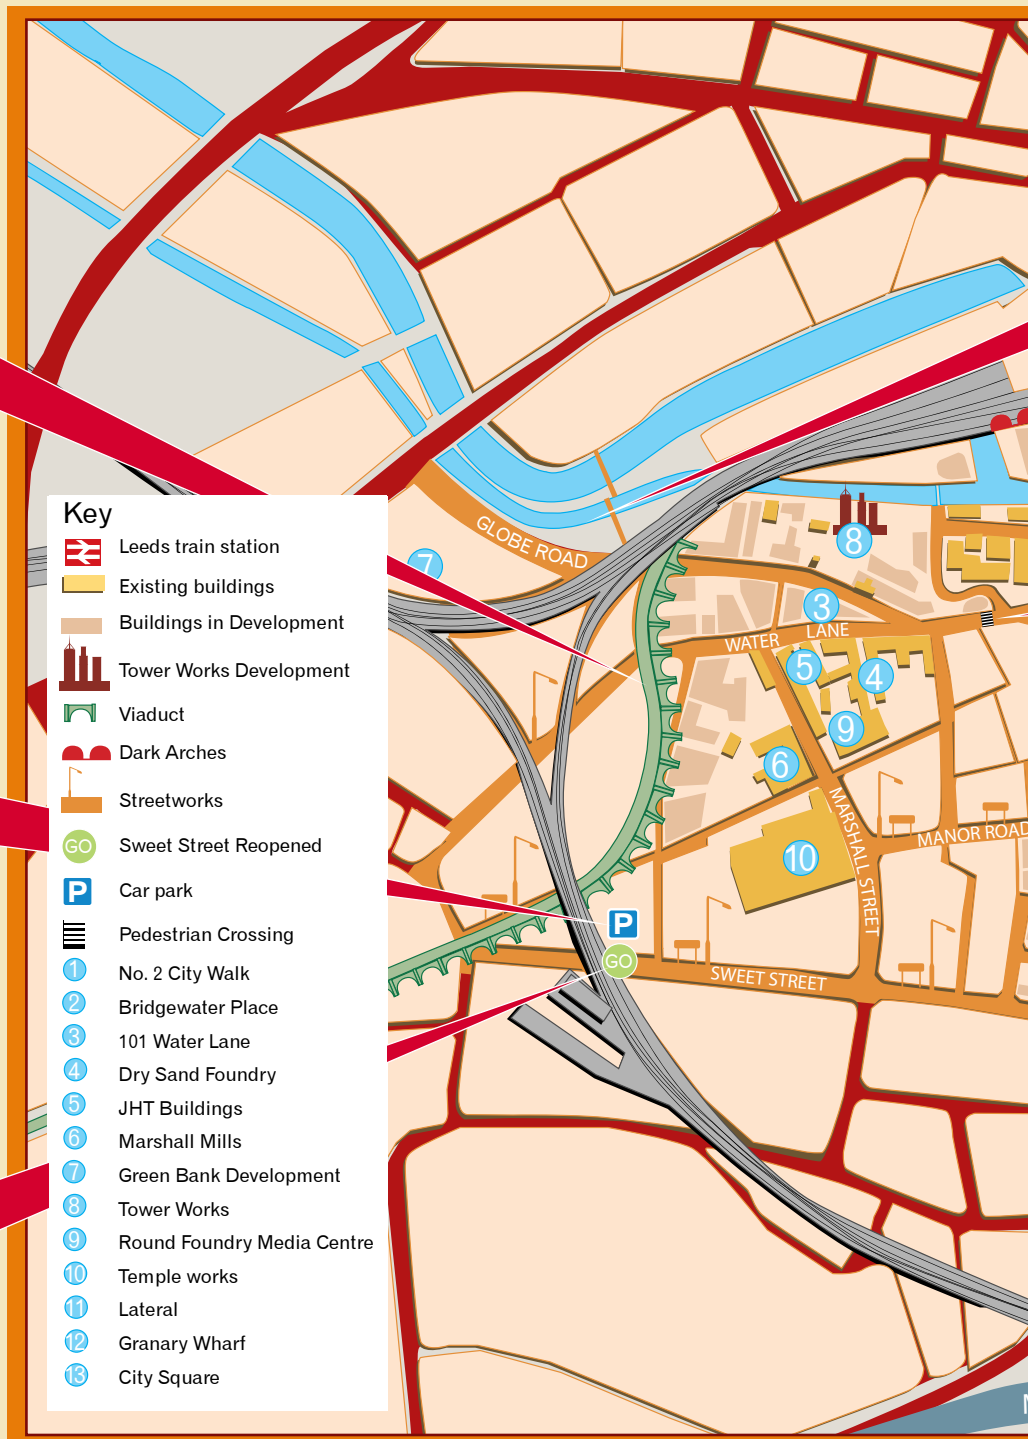 GLOBE ROAD
7
8
3
WATER LANE
5
4
9
6
MARSHALL STREET
MANOR ROAD
10
P
GO
SWEET STREET
Key
Leeds train station
Existing buildings
Buildings in Development
Tower Works Development
Viaduct
Dark Arches
Streetworks
GO Sweet Street Reopened
P Car park
Pedestrian Crossing
1 No. 2 City Walk
2 Bridgewater Place
3 101 Water Lane
4 Dry Sand Foundry
5 JHT Buildings
6 Marshall Mills
7 Green Bank Development
8 Tower Works
9 Round Foundry Media Centre
10 Temple works
11 Lateral
12 Granary Wharf
13 City Square